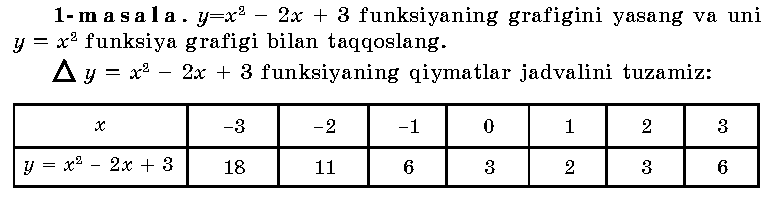 1-masala. y=x² – 2x + 3 funksiyaning grafigini yasang va uni
y = x² funksiya grafigi bilan taqqoslang.
△ y = x² – 2x + 3 funksiyaning qiymatlar jadvalini tuzamiz:
x –3 –2 –1 0 1 2 3
y = x² – 2x + 3 18 11 6 3 2 3 6